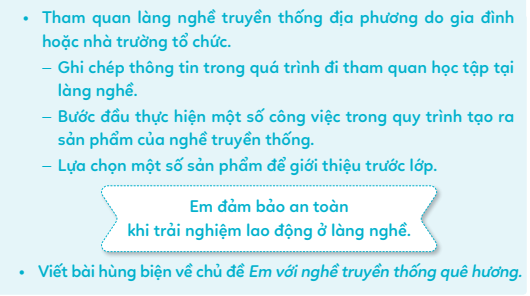 • Tham quan làng nghề truyền thống địa phương do gia đình
hoặc nhà trường tổ chức.
– Ghi chép thông tin trong quá trình đi tham quan học tập tại
làng nghề.
– Bước đầu thực hiện một số công việc trong quy trình tạo ra
sản phẩm của nghề truyền thống.
– Lựa chọn một số sản phẩm để giới thiệu trước lớp.
Em đảm bảo an toàn
khi trải nghiệm lao động ở làng nghề.
• Viết bài hùng biện về chủ đề Em với nghề truyền thống quê hương.